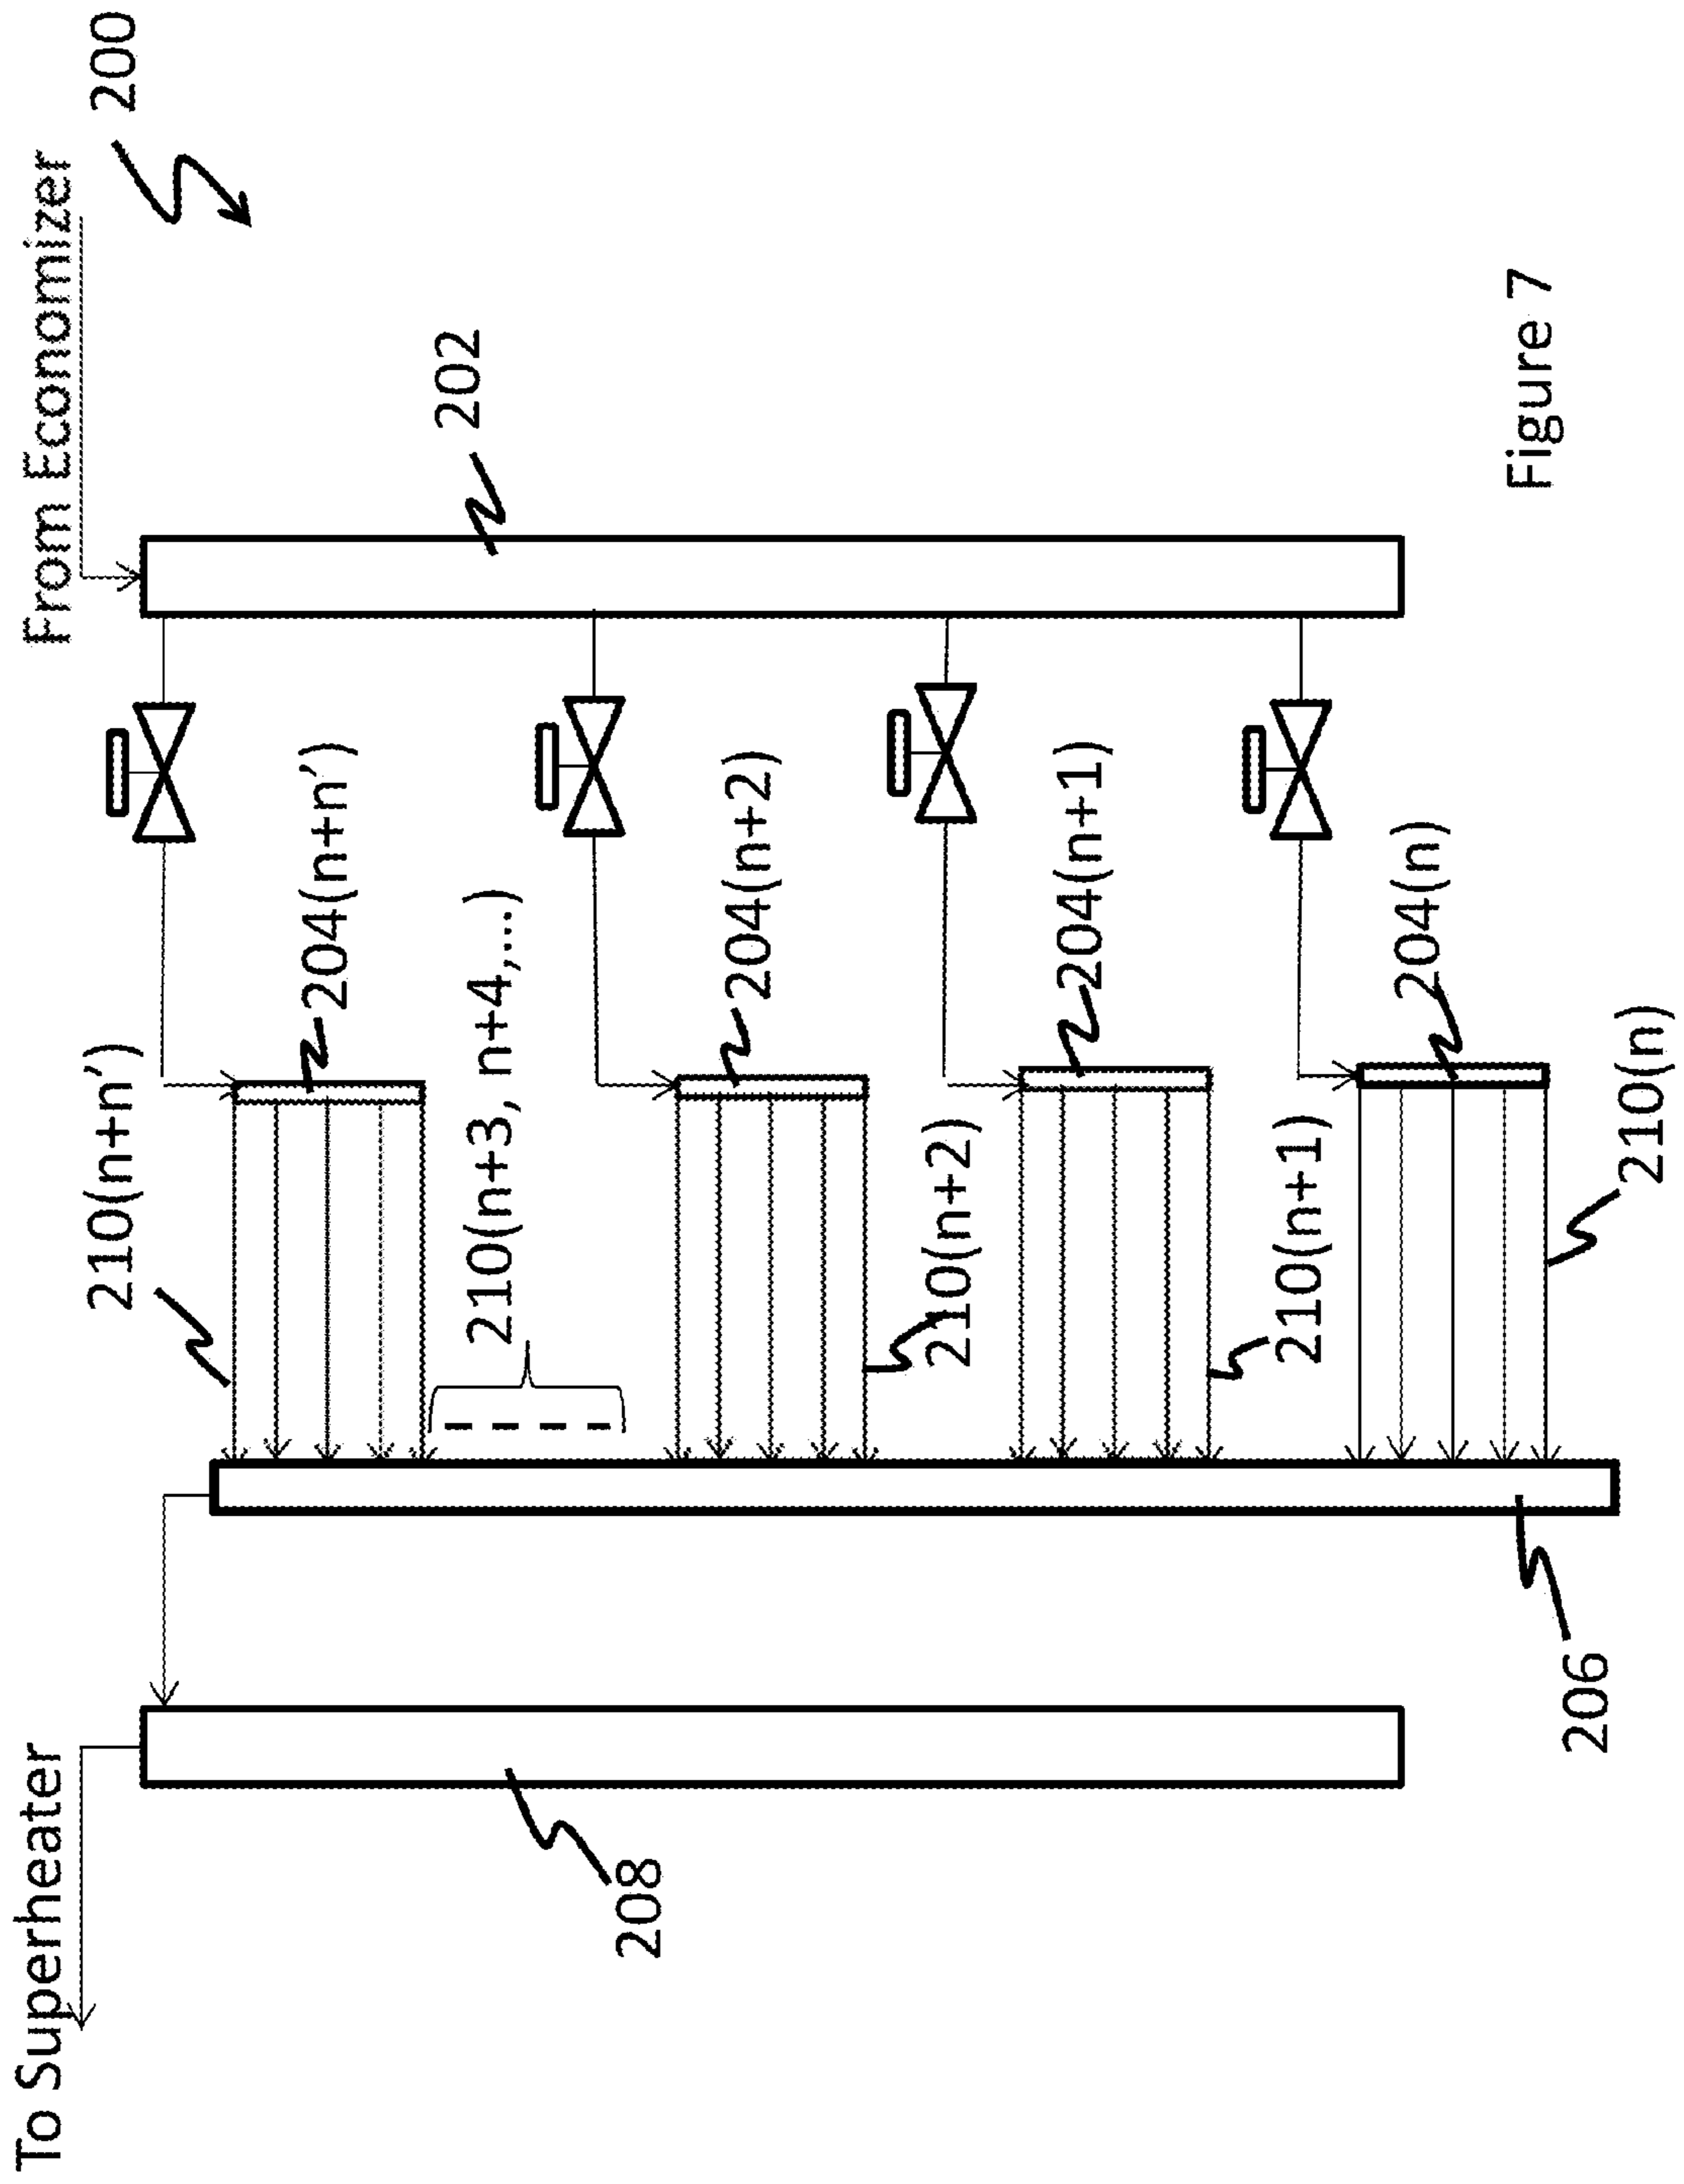 To Superheater
From Economizer
200
210(n+n’)
204(n+n’)
202
210(n+3, n+4,...)
208
204(n+2)
210(n+2)
204(n+1)
210(n+1)
204(n)
210(n)
206
Figure 7